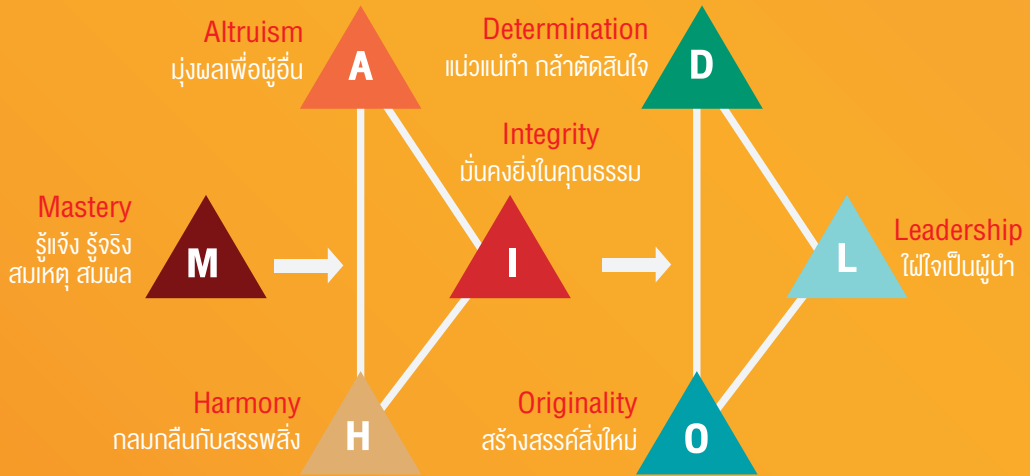 Altruism
มุ่งผลเพื่อผู้อื่น
A
Determination
แน่วแน่ทำ กล้าตัดสินใจ
D
Integrity
มั่นคงยิ่งในคุณธรรม
Mastery
รู้แจ้ง รู้จริง
สมเหตุ สมผล
M
I
L
Leadership
ใฝ่ใจเป็นผู้นำ
Harmony
กลมกลืนกับสรรพสิ่ง
H
Originality
สร้างสรรค์สิ่งใหม่
O